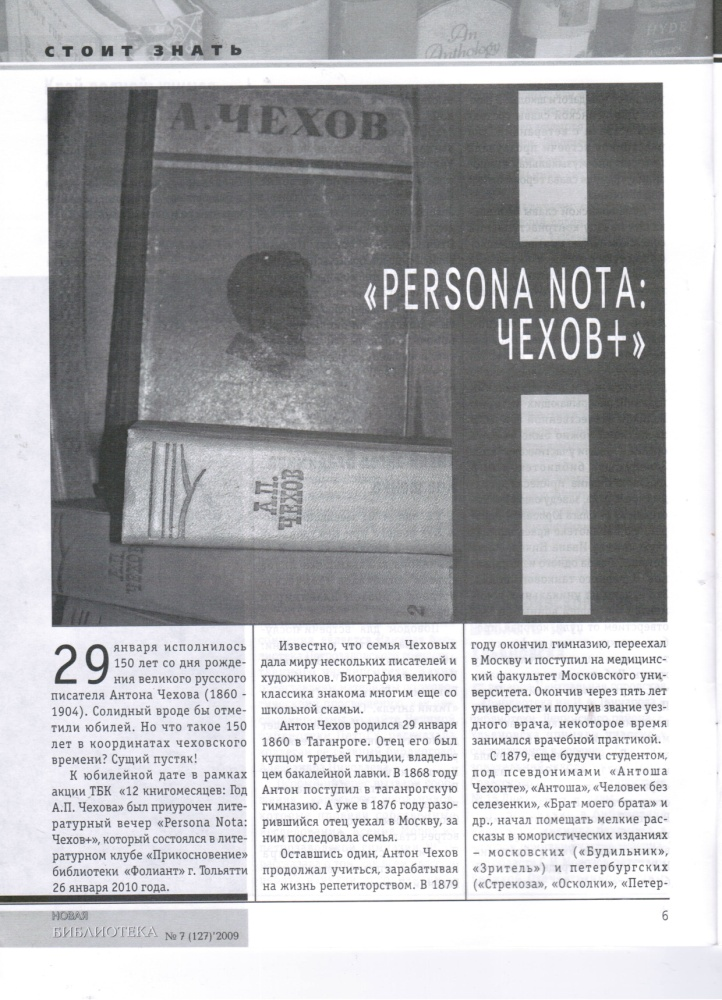 An
Anthology
HYDE
СТОИТ ЗНАТЬ
А.ЧЕХОВ
«PERSONA NOTA:
ЧЕХОВ+»
А.П.
ЧЕХОВ
А.П.
ЧЕХОВ
2
29 января исполнилось
150 лет со дня рожде-
ния великого русского
писателя Антона Чехова (1860 -
1904). Солидный вроде бы отме-
тили юбилей. Но что такое 150
лет в координатах чеховского
времени? Сущий пустяк!
К юбилейной дате в рамках
акции ТБК «12 книгомесяцев: Год
А.П. Чехова» был приурочен лите-
ратурный вечер «Persona Nota:
Чехов+», который состоялся в лите-
ратурном клубе «Прикосновение»
библиотеки «Фолиант» г. Тольятти
26 января 2010 года.
Известно, что семья Чеховых
дала миру нескольких писателей и
художников. Биография великого
классика знакома многим еще со
школьной скамьи.
Антон Чехов родился 29 января
1860 в Таганроге. Отец его был
купцом третьей гильдии, владель-
цем бакалейной лавки. В 1868 году
Антон поступил в таганрогскую
гимназию. А уже в 1876 году разо-
рившийся отец уехал в Москву, за
ним последовала семья.
Оставшись один, Антон Чехов
продолжал учиться, зарабатывая
на жизнь репетиторством. В 1879
году окончил гимназию, переехал
в Москву и поступил на медицинс-
кий факультет Московского уни-
верситета. Окончив через пять лет
университет и получив звание уез-
дного врача, некоторое время
занимался врачебной практикой.
С 1879, еще будучи студентом,
под псевдонимами «Антоша
Чехонте», «Антоша», «Человек без
селезенки», «Брат моего брата» и
др., начал помещать мелкие рас-
сказы в юмористических изданиях
– московских («Будильник»,
«Зритель») и петербургских
(«Стрекоза», «Осколки», «Петер-
НОВАЯ
БИБЛИОТЕКА № 7 (127)'2009
6